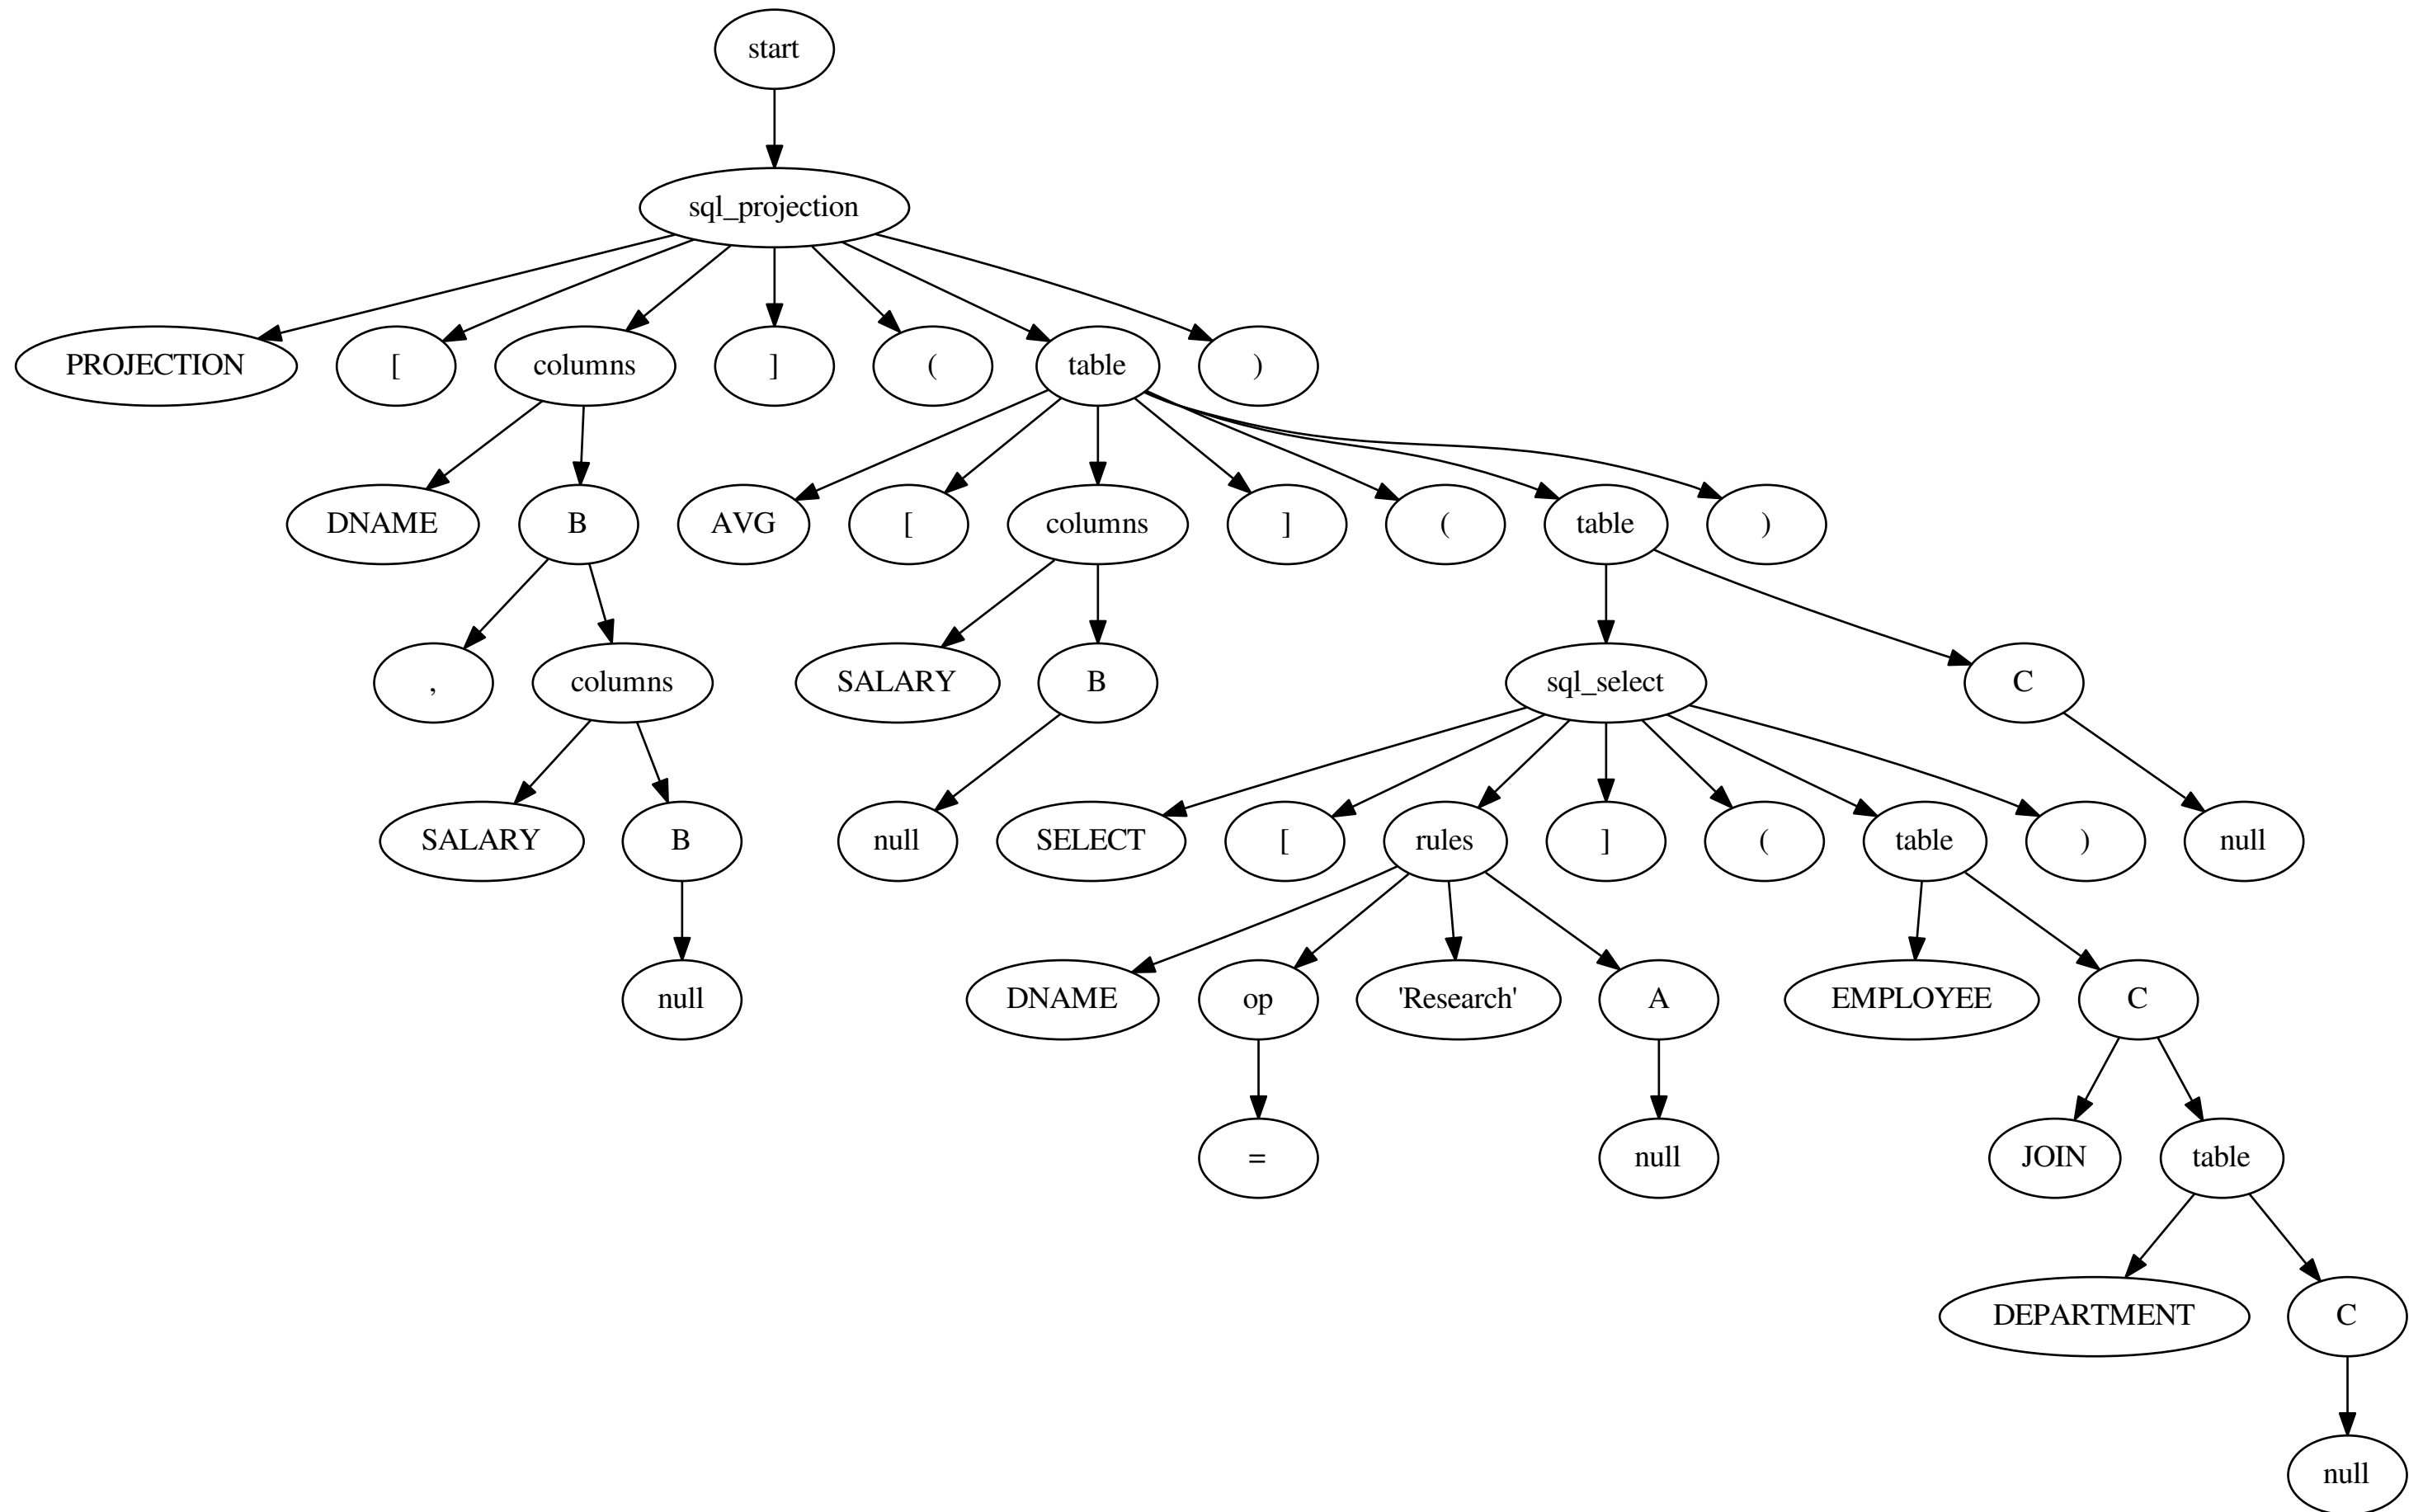 start
sql_projection
PROJECTION [ columns ] ( table )
DNAME B AVG [ columns ] ( table )
, columns SALARY B sql_select C
SALARY B null SELECT [ rules ] ( table ) null
null DNAME op 'Research' A EMPLOYEE C
= null JOIN table
DEPARTMENT C
null